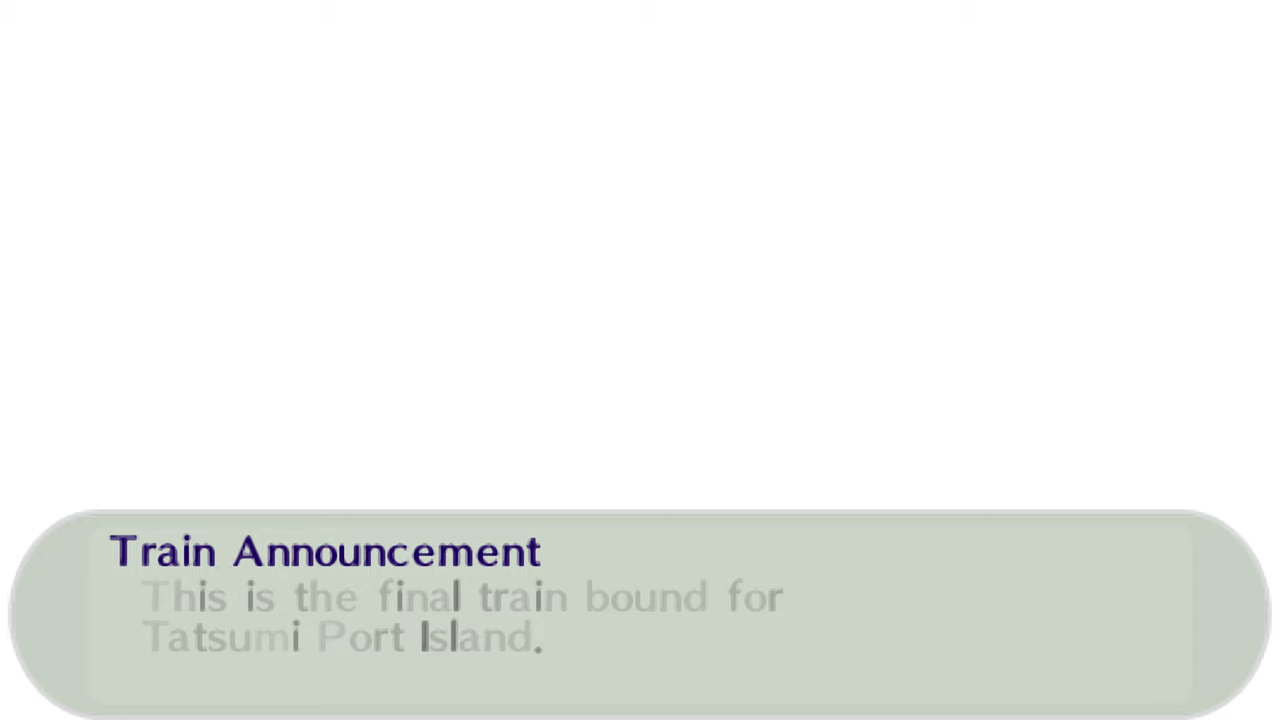 Train Announcement
This is the final train bound for
Tatsumi Port Island.